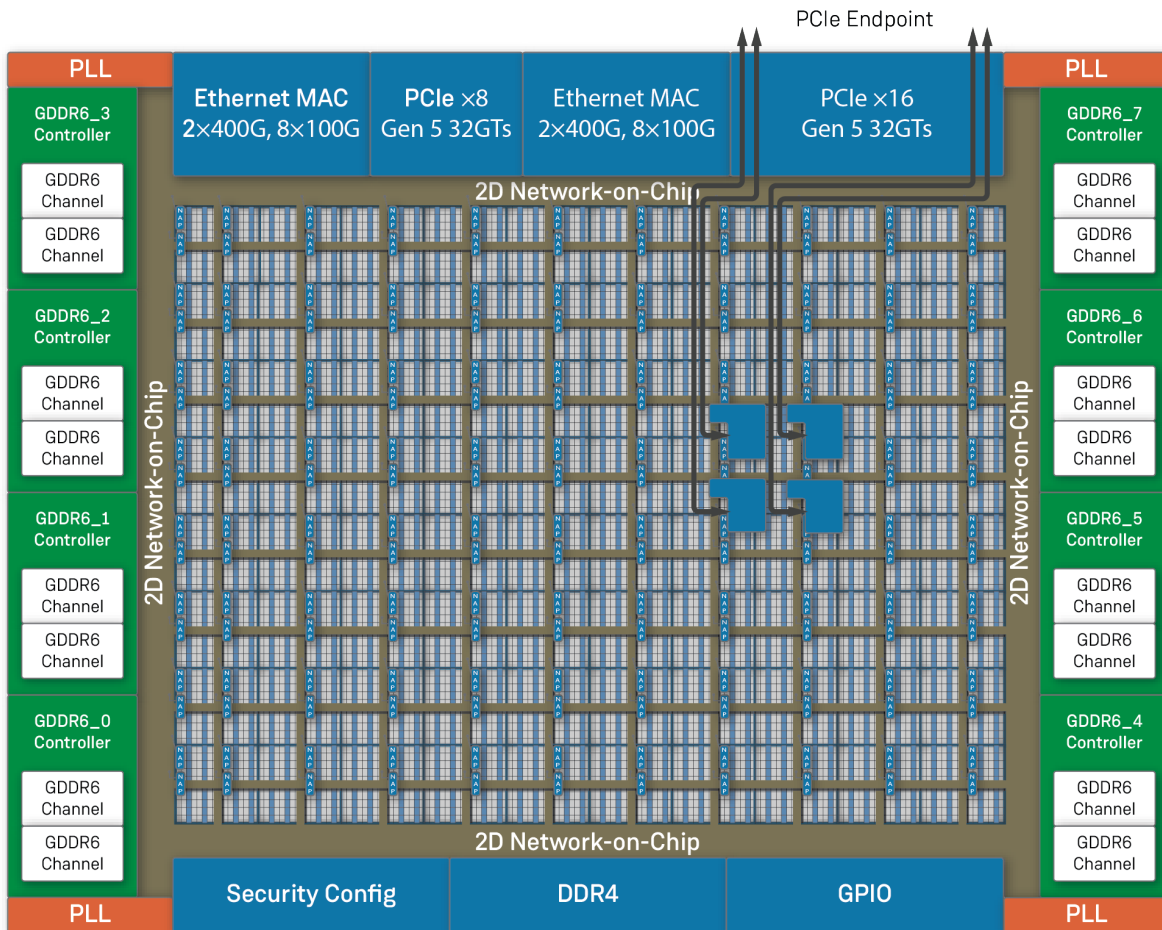 PCIe Endpoint
PLL
Ethernet MAC
2×400G, 8×100G
PCIe ×8
Gen 5 32GTs
Ethernet MAC
2×400G, 8×100G
PCIe ×16
Gen 5 32GTs
PLL
GDDR6_3
Controller
GDDR6
Channel
GDDR6
Channel
GDDR6_2
Controller
GDDR6
Channel
GDDR6
Channel
GDDR6_1
Controller
GDDR6
Channel
GDDR6
Channel
GDDR6_0
Controller
GDDR6
Channel
GDDR6
Channel
PLL
2D Network-on-Chip
2D Network-on-Chip
NAP
2D Network-on-Chip
2D Network-on-Chip
Security Config
DDR4
GPIO
GDDR6_7
Controller
GDDR6
Channel
GDDR6
Channel
GDDR6_6
Controller
GDDR6
Channel
GDDR6
Channel
GDDR6_5
Controller
GDDR6
Channel
GDDR6
Channel
GDDR6_4
Controller
GDDR6
Channel
GDDR6
Channel
PLL